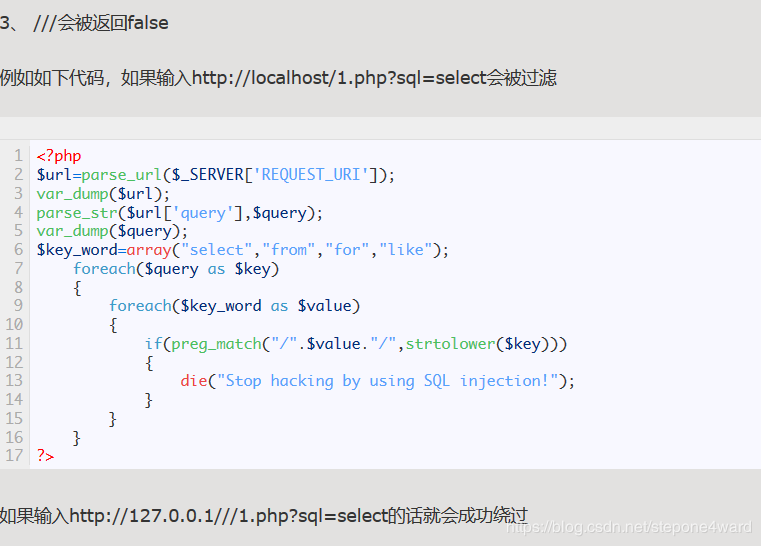 3、 ///会被返回false
例如如下代码，如果输入http://localhost/1.php?sql=select会被过滤
1 <?php
2 $url=parse_url($_SERVER['REQUEST_URI']);
3 var_dump($url);
4 parse_str($url['query'],$query);
5 var_dump($query);
6 $key_word=array("select","from","for","like");
7     foreach($query as $key)
8     {
9         foreach($key_word as $value)
10         {
11             if(preg_match("/".$value."/",strtolower($key)))
12             {
13                 die("Stop hacking by using SQL injection!");
14             }
15         }
16     }
17 ?>
如果输入http://127.0.0.1///1.php?sql=select的话就会成功绕过
https://blog.csdn.net/stepone4ward